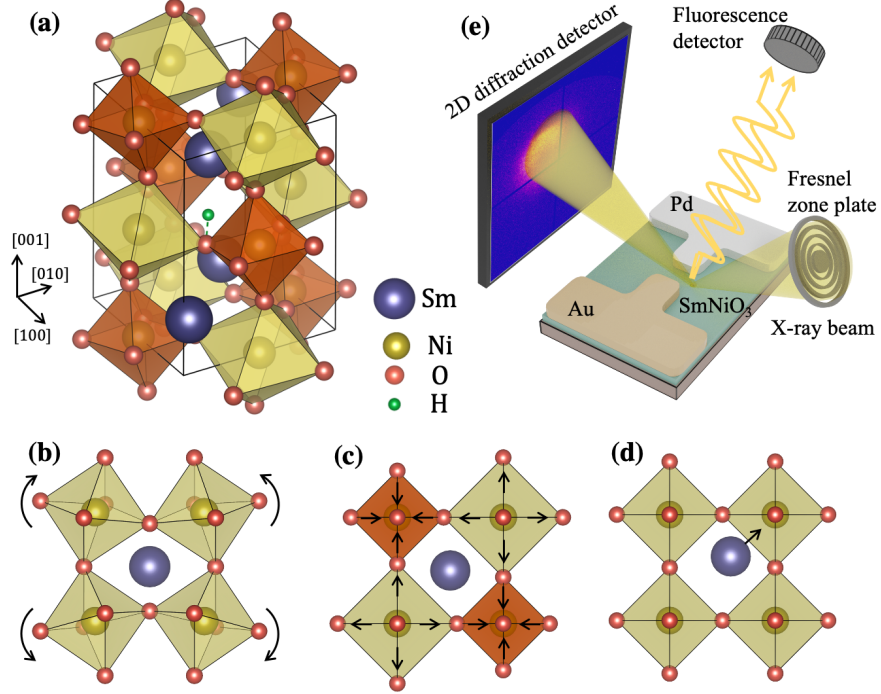 (a)
[001]
[010]
[100]
Sm
Ni
O
H
(e)
2D diffraction detector
Fluorescence
detector
Pd
Fresnel
zone plate
Au
SmNiO₃
X-ray beam
(b)
(c)
(d)